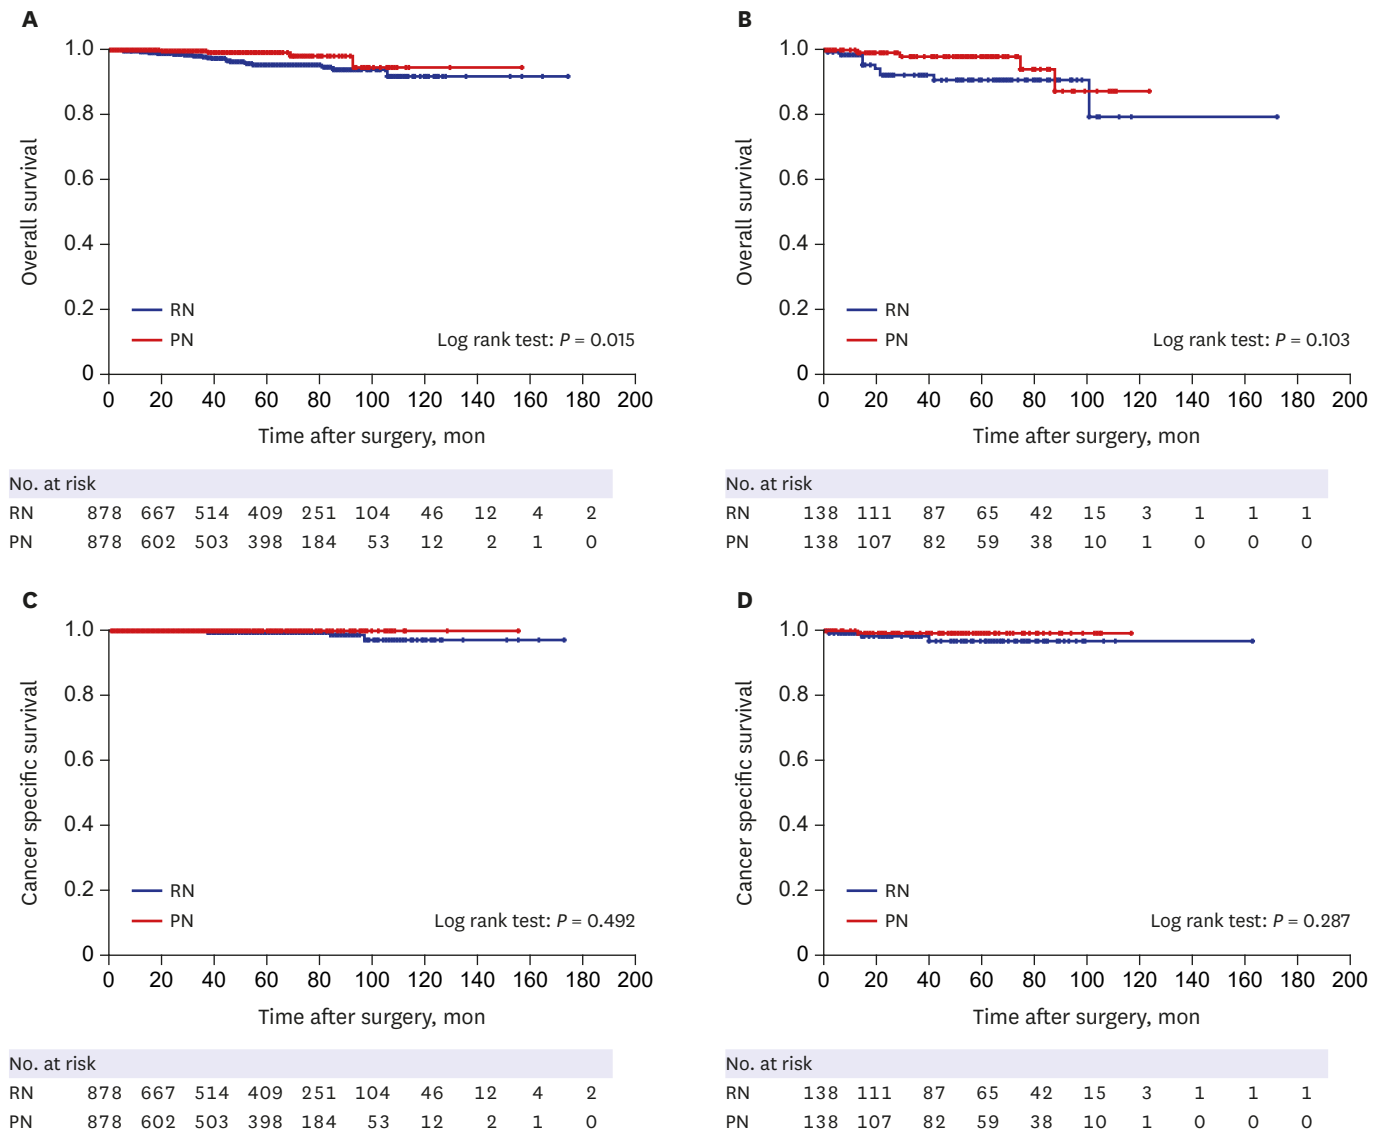 A
1.0
0.8
0.6
0.4
0.2
0
Overall survival
RN
PN
Log rank test: P = 0.015
0 20 40 60 80 100 120 140 160 180 200
Time after surgery, mon
No. at risk
RN 878 667 514 409 251 104 46 12 4 2
PN 878 602 503 398 184 53 12 2 1 0
B
1.0
0.8
0.6
0.4
0.2
0
Overall survival
RN
PN
Log rank test: P = 0.103
0 20 40 60 80 100 120 140 160 180 200
Time after surgery, mon
No. at risk
RN 138 111 87 65 42 15 3 1 1 1
PN 138 107 82 59 38 10 1 0 0 0
C
1.0
0.8
0.6
0.4
0.2
0
Cancer specific survival
RN
PN
Log rank test: P = 0.492
0 20 40 60 80 100 120 140 160 180 200
Time after surgery, mon
No. at risk
RN 878 667 514 409 251 104 46 12 4 2
PN 878 602 503 398 184 53 12 2 1 0
D
1.0
0.8
0.6
0.4
0.2
0
Cancer specific survival
RN
PN
Log rank test: P = 0.287
0 20 40 60 80 100 120 140 160 180 200
Time after surgery, mon
No. at risk
RN 138 111 87 65 42 15 3 1 1 1
PN 138 107 82 59 38 10 1 0 0 0